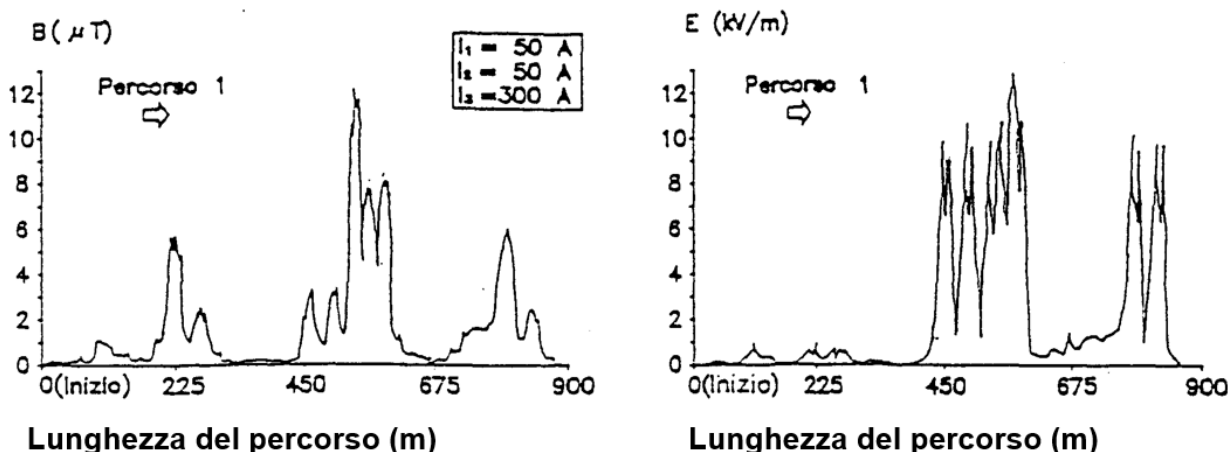 B (μT)
I₁ = 50 A
I₂ = 50 A
I₃ = 300 A
Percorso 1
12
10
8
6
4
2
0
0(Inizio) 225 450 675 900
Lunghezza del percorso (m)
E (kV/m)
Percorso 1
12
10
8
6
4
2
0
0(Inizio) 225 450 675 900
Lunghezza del percorso (m)